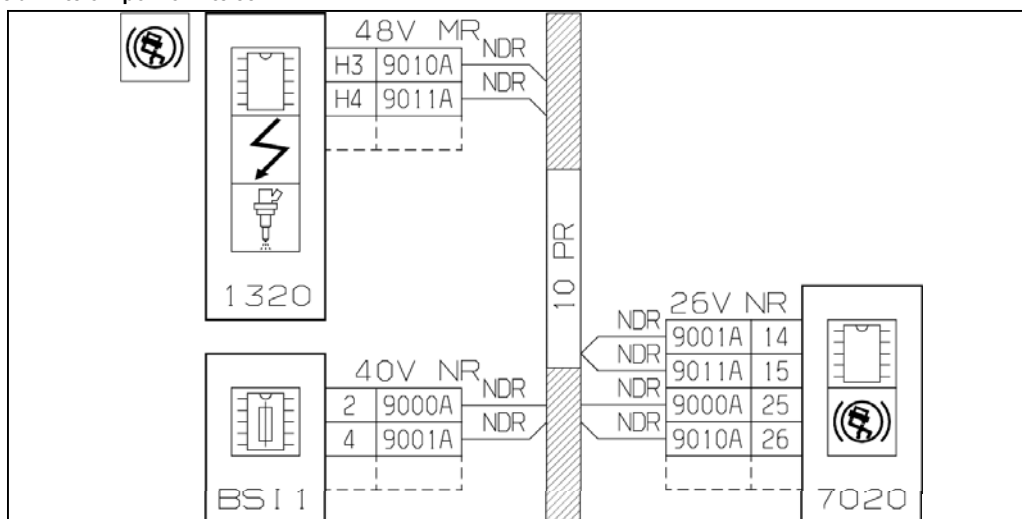 48V MR
NDR
H3 9010A
NDR
H4 9011A
1320
10 PR
26V NR
NDR
9001A 14
NDR
9011A 15
40V NR
NDR
NDR
2 9000A
9000A 25
NDR
NDR
4 9001A
9010A 26
BSI1
7020